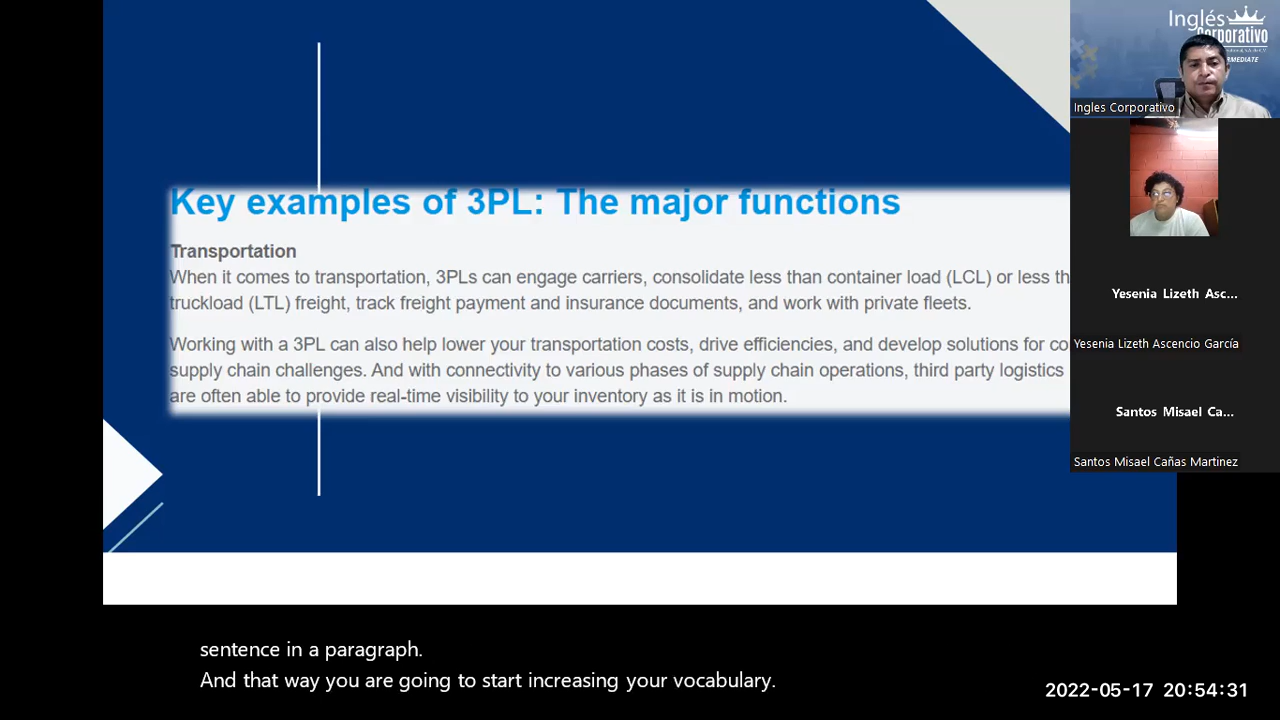 Key examples of 3PL: The major functions
Transportation
When it comes to transportation, 3PLs can engage carriers, consolidate less than container load (LCL) or less th
truckload (LTL) freight, track freight payment and insurance documents, and work with private fleets.
Working with a 3PL can also help lower your transportation costs, drive efficiencies, and develop solutions for co
supply chain challenges. And with connectivity to various phases of supply chain operations, third party logistics
are often able to provide real-time visibility to your inventory as it is in motion.
Inglés
Corporativo
Ingles Corporativo
Yesenia Lizeth Asc...
Yesenia Lizeth Ascencio García
Santos Misael Ca...
Santos Misael Cañas Martinez
sentence in a paragraph.
And that way you are going to start increasing your vocabulary.
2022-05-17 20:54:31